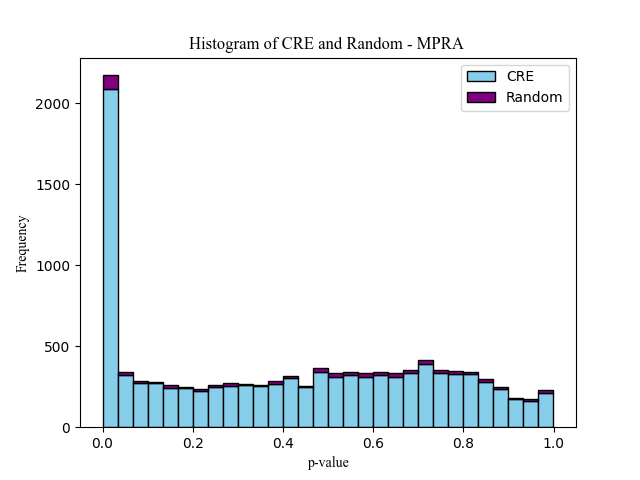 Histogram of CRE and Random - MPRA
CRE
Random
Frequency
2000
1500
1000
500
0
0.0 0.2 0.4 0.6 0.8 1.0
p-value